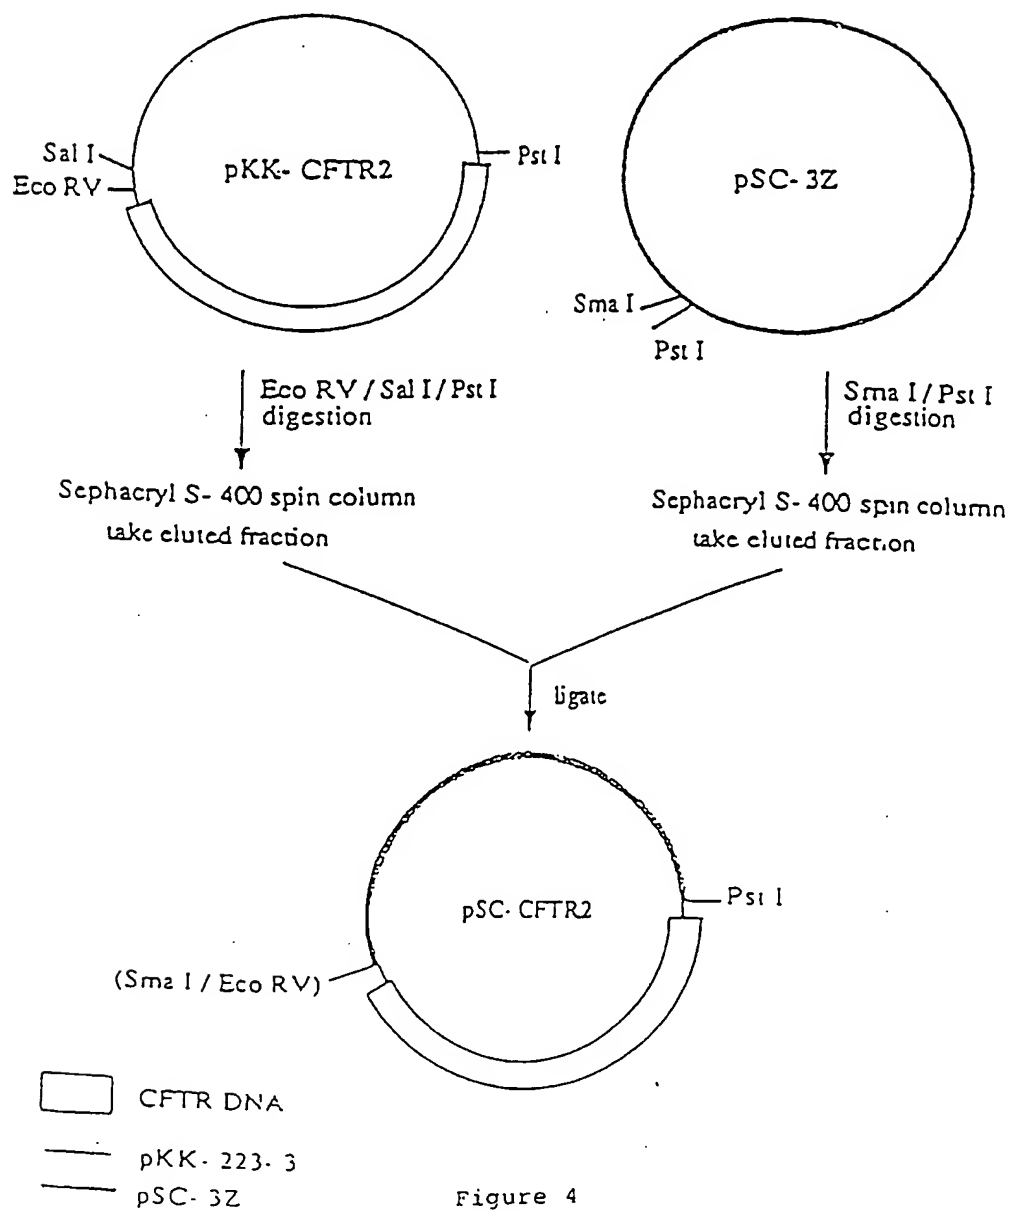 Sal I
Eco RV
pKK- CFTR2
Pst I
pSC- 3Z
Sma I
Pst I
Eco RV / Sal I / Pst I
digestion
Sma I / Pst I
digestion
Sephacryl S- 400 spin column
take eluted fraction
Sephacryl S- 400 spin column
take eluted fraction
ligate
pSC- CFTR2
Pst I
(Sma I / Eco RV)
CFTR DNA
pKK- 223- 3
pSC- 3Z
Figure 4